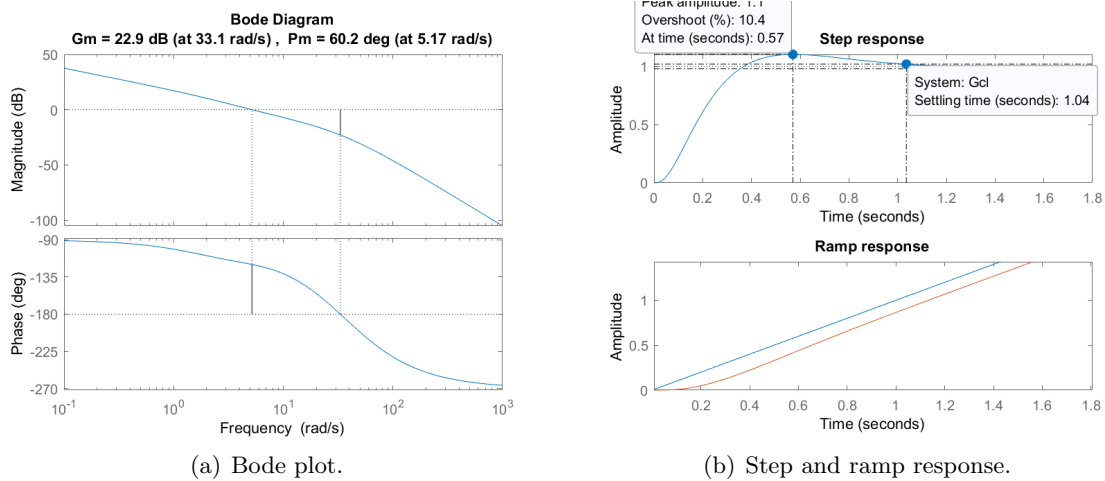 Bode Diagram
Gm = 22.9 dB (at 33.1 rad/s) , Pm = 60.2 deg (at 5.17 rad/s)
50
0
-50
-100
Magnitude (dB)
-90
-135
-180
-225
-270
Phase (deg)
10^-1
10^0
10^1
10^2
10^3
Frequency (rad/s)
(a) Bode plot.
Peak amplitude: 1.1
Overshoot (%): 10.4
At time (seconds): 0.57
Step response
System: Gcl
Settling time (seconds): 1.04
1
0.5
0
Amplitude
0
0.2
0.4
0.6
0.8
1
1.2
1.4
1.6
1.8
Time (seconds)
Ramp response
1
0.5
0
Amplitude
0.2
0.4
0.6
0.8
1
1.2
1.4
1.6
1.8
Time (seconds)
(b) Step and ramp response.